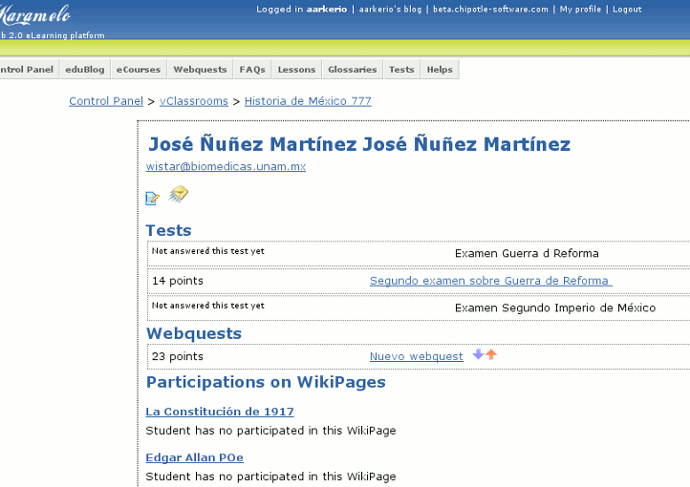 Karamelo
Logged in aarkerio | aarkerio's blog | beta.chipotle-software.com | My profile | Logout
b 2.0 eLearning platform
ntrol Panel eduBlog eCourses Webquests FAQs Lessons Glossaries Tests Helps
Control Panel > vClassrooms > Historia de México 777
José Ñuñez Martínez José Ñuñez Martínez
wistar@biomedicas.unam.mx
Tests
Not answered this test yet Examen Guerra d Reforma
14 points Segundo examen sobre Guerra de Reforma
Not answered this test yet Examen Segundo Imperio de México
Webquests
23 points Nuevo webquest
Participations on WikiPages
La Constitución de 1917
Student has no participated in this WikiPage
Edgar Allan POe
Student has no participated in this WikiPage